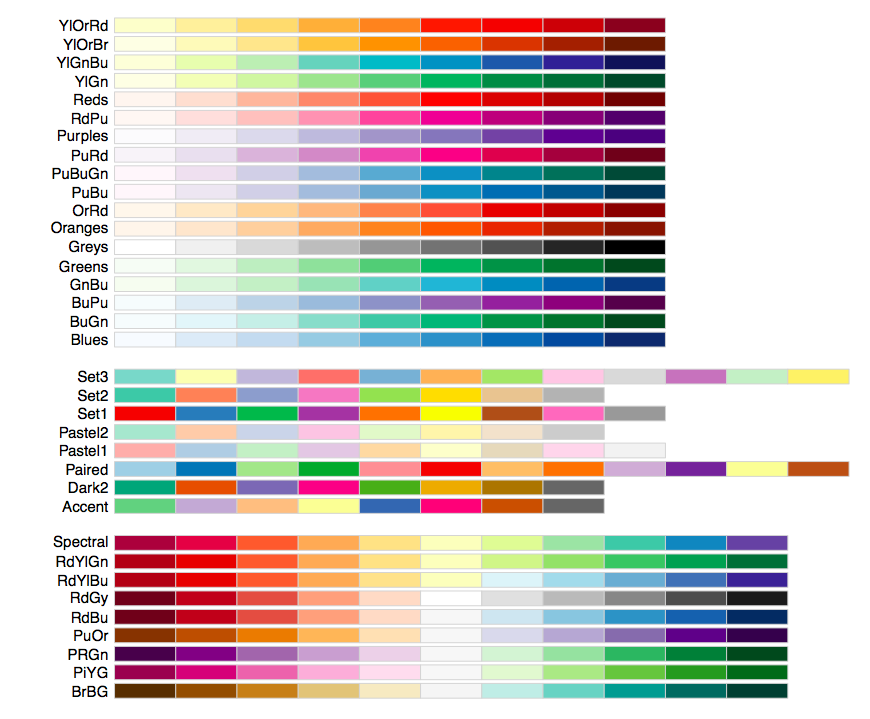 YlOrRd
YlOrBr
YlGnBu
YlGn
Reds
RdPu
Purples
PuRd
PuBuGn
PuBu
OrRd
Oranges
Greys
Greens
GnBu
BuPu
BuGn
Blues
Set3
Set2
Set1
Pastel2
Pastel1
Paired
Dark2
Accent
Spectral
RdYlGn
RdYlBu
RdGy
RdBu
PuOr
PRGn
PiYG
BrBG